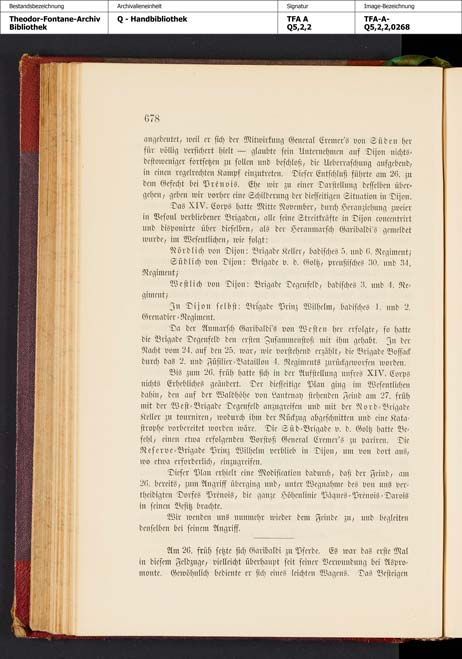 Bestandsbezeichnung
Archivalieneinheit
Signatur
Image-Bezeichnung
Theodor-Fontane-Archiv
Bibliothek
Q - Handbibliothek
TFA A
Q5,2,2
TFA-A-
Q5,2,2,0268
678
angedeutet, weil er sich der Mitwirkung General Cremer's von Süden her
für völlig versichert hielt — glaubte sein Unternehmen auf Dijon nichts-
destoweniger fortsetzen zu sollen und beschloß, die Ueberraschung aufgebend,
in einen regelrechten Kampf einzutreten. Dieser Entschluß führte am 26. zu
dem Gefecht bei Prénois. Ehe wir zu einer Darstellung desselben über-
gehen, geben wir vorher eine Schilderung der diesseitigen Situation in Dijon.
Das XIV. Corps hatte Mitte November, durch Heranziehung zweier
in Vesoul verbliebener Brigaden, alle seine Streitkräfte in Dijon concentrirt
und disponirte über dieselben, als der Heranmarsch Garibaldi's gemeldet
wurde, im Wesentlichen, wie folgt:
Nördlich von Dijon: Brigade Keller, badisches 5. und 6. Regiment;
Südlich von Dijon: Brigade v. d. Goltz, preußisches 30. und 34.
Regiment;
Westlich von Dijon: Brigade Degenfeld, badisches 3. und 4. Re-
giment;
In Dijon selbst: Brigade Prinz Wilhelm, badisches 1. und 2.
Grenadier-Regiment.
Da der Anmarsch Garibaldi's von Westen her erfolgte, so hatte
die Brigade Degenfeld den ersten Zusammenstoß mit ihm gehabt. In der
Nacht vom 24. auf den 25. war, wie vorstehend erzählt, die Brigade Bossack
durch das 2. und Füsilier-Bataillon 4. Regiments zurückgeworfen worden.
Bis zum 26. früh hatte sich in der Aufstellung unsres XIV. Corps
nichts Erhebliches geändert. Der diesseitige Plan ging im Wesentlichen
dahin, den auf der Waldhöhe von Lantenay stehenden Feind am 27. früh
mit der West-Brigade Degenfeld anzugreifen und mit der Nord-Brigade
Keller zu tourniren, wodurch ihm der Rückzug abgeschnitten und eine Kata-
strophe vorbereitet worden wäre. Die Süd-Brigade v. d. Goltz hatte Be-
fehl, einen etwa erfolgenden Vorstoß General Cremer's zu pariren. Die
Reserve-Brigade Prinz Wilhelm verblieb in Dijon, um von dort aus,
wo etwa erforderlich, einzugreifen.
Dieser Plan erhielt eine Modification dadurch, daß der Feind, am
26. bereits, zum Angriff überging und, unter Wegnahme des von uns ver-
theidigten Dorfes Prénois, die ganze Höhenlinie Pâques-Prénois-Darois
in seinen Besitz brachte.
Wir wenden uns nunmehr wieder dem Feinde zu, und begleiten
denselben bei seinem Angriff.
Am 26. früh setzte sich Garibaldi zu Pferde. Es war das erste Mal
in diesem Feldzuge, vielleicht überhaupt seit seiner Verwundung bei Aspro-
monte. Gewöhnlich bediente er sich eines leichten Wagens. Das Besteigen